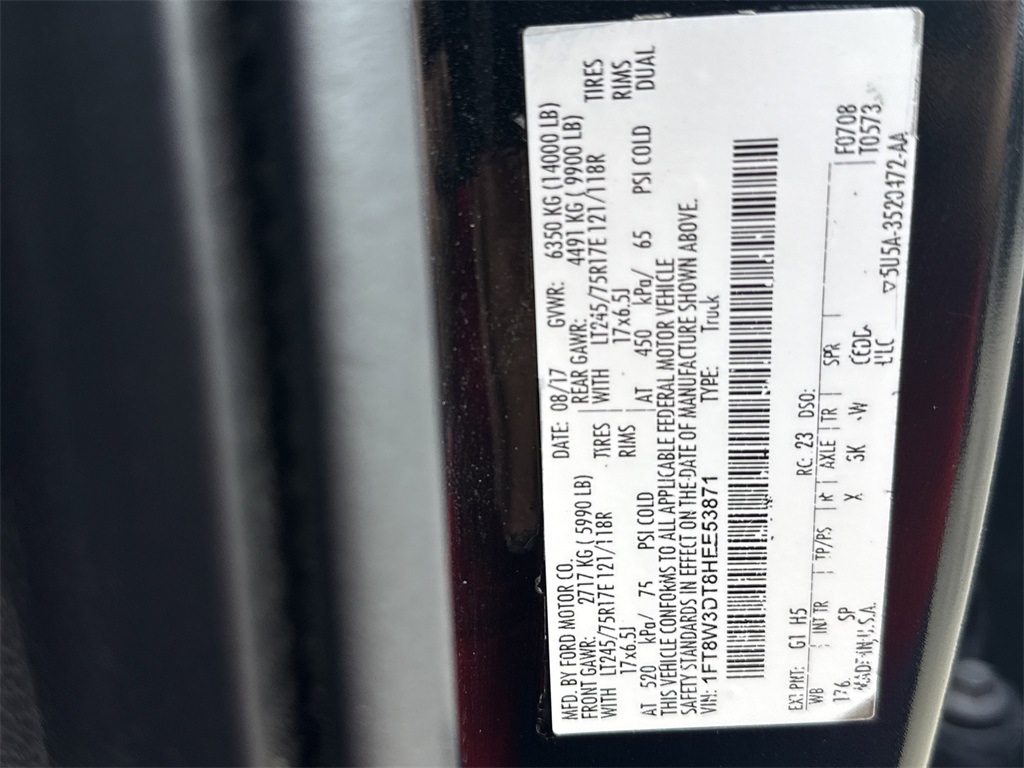 MFD. BY FORD MOTOR CO. DATE: 08/17 GVWR: 6350 KG (14000 LB)
FRONT GAWR: 2717 KG ( 5990 LB) REAR GAWR: 4491 KG ( 9900 LB)
WITH LT245/75R17E 121/118R TIRES WITH LT245/75R17E 121/118R TIRES
17x6.5J RIMS 17x6.5J RIMS
AT 520 kPa/ 75 PSI COLD AT 450 kPa/ 65 PSI COLD DUAL
THIS VEHICLE CONFORMS TO ALL APPLICABLE FEDERAL MOTOR VEHICLE
SAFETY STANDARDS IN EFFECT ON THE DATE OF MANUFACTURE SHOWN ABOVE.
VIN: 1FT8W3DT8HEE53871 TYPE: Truk
EXT PNT: G1 H5 RC: 23 DSO: F0708
WB INT TR TP/PS R AXLE TR SPR T0573
176 SP X 3K W
MADE IN U.S.A. ▽5U5A-3520472-AA